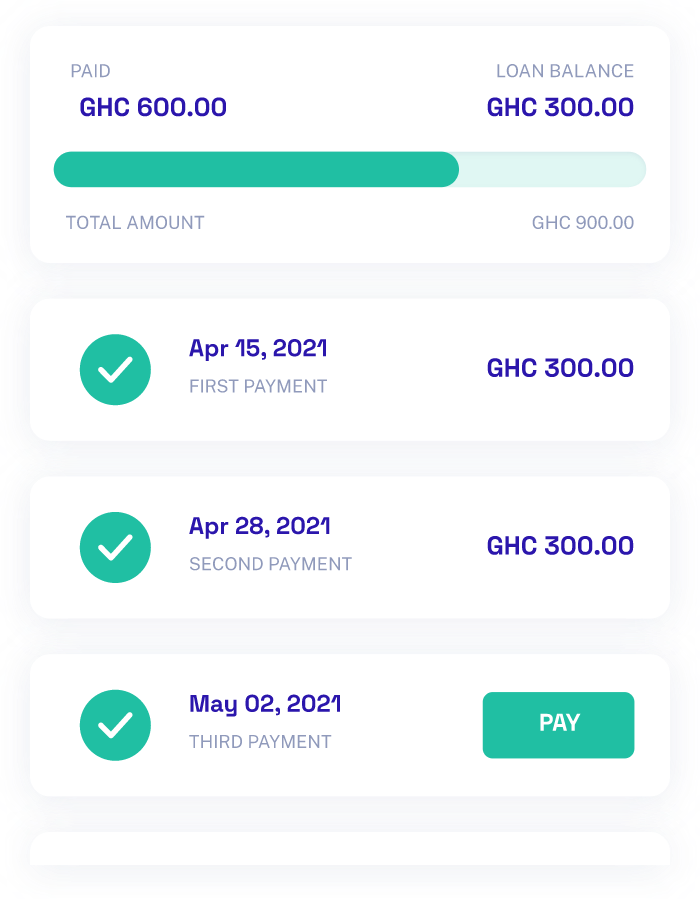 PAID LOAN BALANCE
GHC 600.00 GHC 300.00
TOTAL AMOUNT GHC 900.00
Apr 15, 2021
FIRST PAYMENT
GHC 300.00
Apr 28, 2021
SECOND PAYMENT
GHC 300.00
May 02, 2021
THIRD PAYMENT
PAY